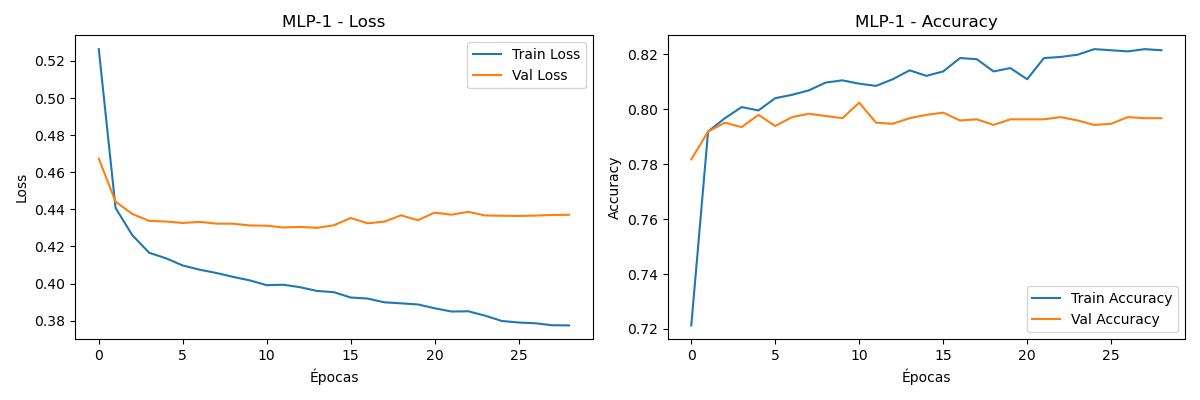 MLP-1 - Loss
0.52
0.50
0.48
0.46
0.44
0.42
0.40
0.38
Loss
0 5 10 15 20 25
Épocas
Train Loss
Val Loss
MLP-1 - Accuracy
0.82
0.80
0.78
0.76
0.74
0.72
Accuracy
0 5 10 15 20 25
Épocas
Train Accuracy
Val Accuracy